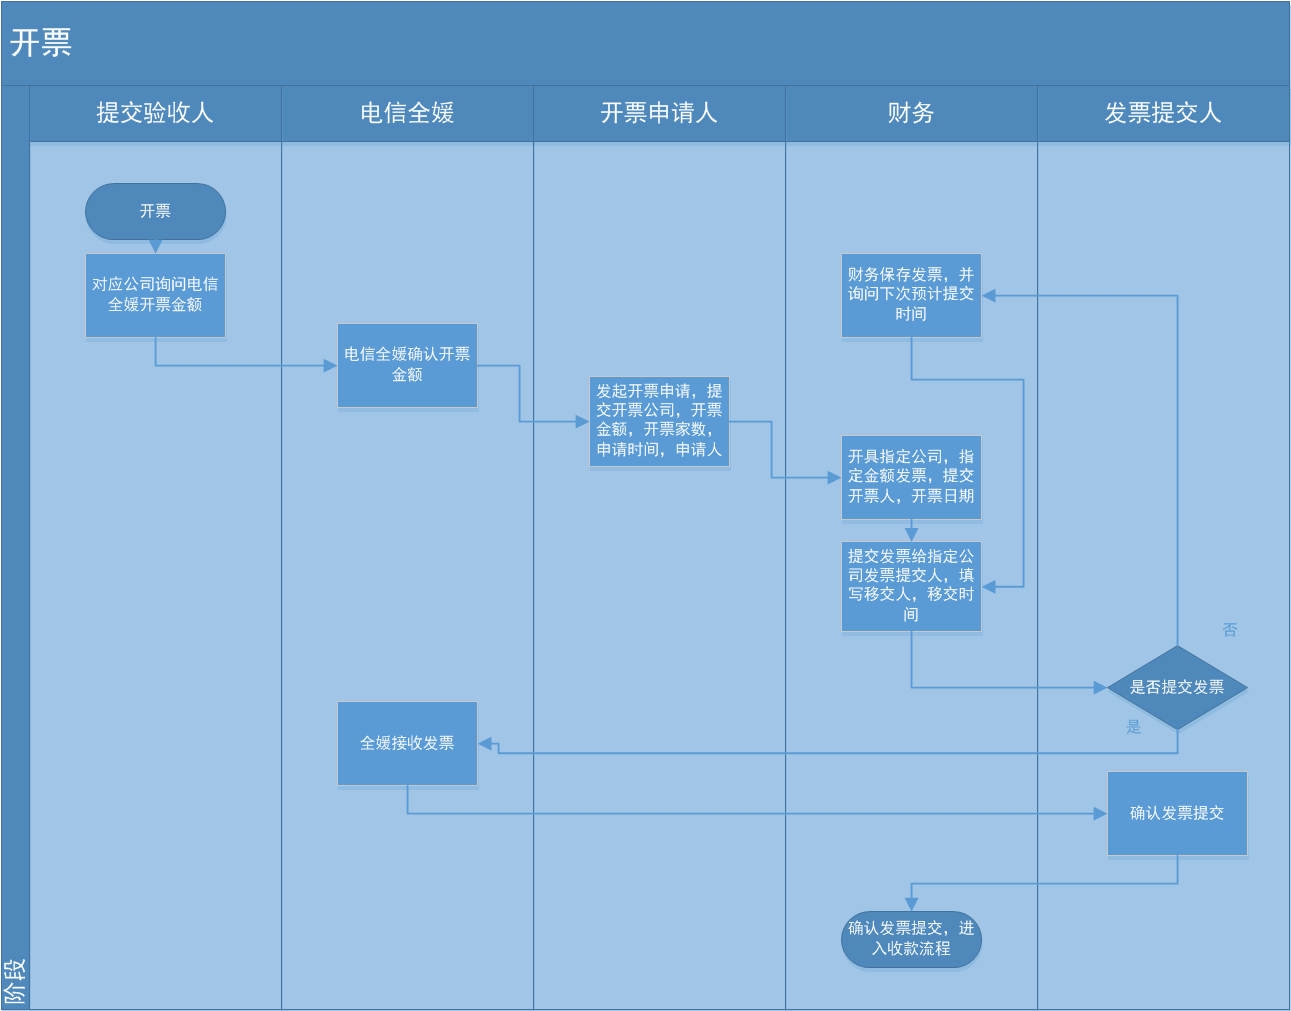 开票
提交验收人
电信全媛
开票申请人
财务
发票提交人
开票
对应公司询问电信
全媛开票金额
电信全媛确认开票
金额
发起开票申请，提
交开票公司，开票
金额，开票家数，
申请时间，申请人
财务保存发票，并
询问下次预计提交
时间
开具指定公司，指
定金额发票，提交
开票人，开票日期
提交发票给指定公
司发票提交人，填
写移交人，移交时
间
否
是否提交发票
是
全媛接收发票
确认发票提交
确认发票提交，进
入收款流程
阶段